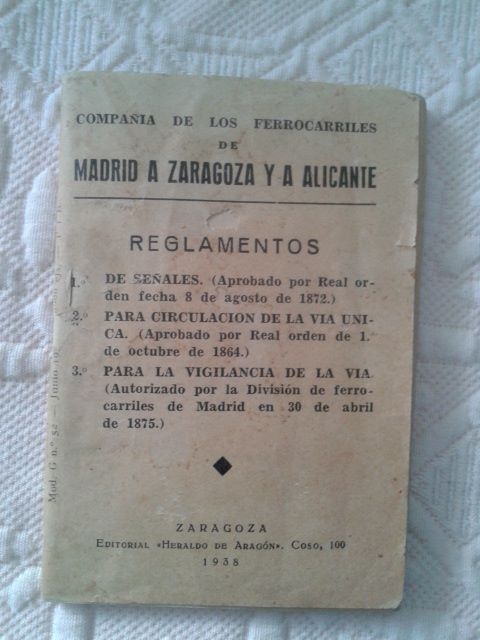 COMPAÑIA DE LOS FERROCARRILES
DE
MADRID A ZARAGOZA Y A ALICANTE
REGLAMENTOS
1.º DE SEÑALES. (Aprobado por Real or-
den fecha 8 de agosto de 1872.)
2.º PARA CIRCULACION DE LA VIA UNI-
CA. (Aprobado por Real orden de 1.º
de octubre de 1864.)
3.º PARA LA VIGILANCIA DE LA VIA.
(Autorizado por la División de ferro-
carriles de Madrid en 30 de abril
de 1875.)
ZARAGOZA
EDITORIAL «HERALDO DE ARAGÓN». COSO, 100
1938
Mod. G n.º 52 — Junio